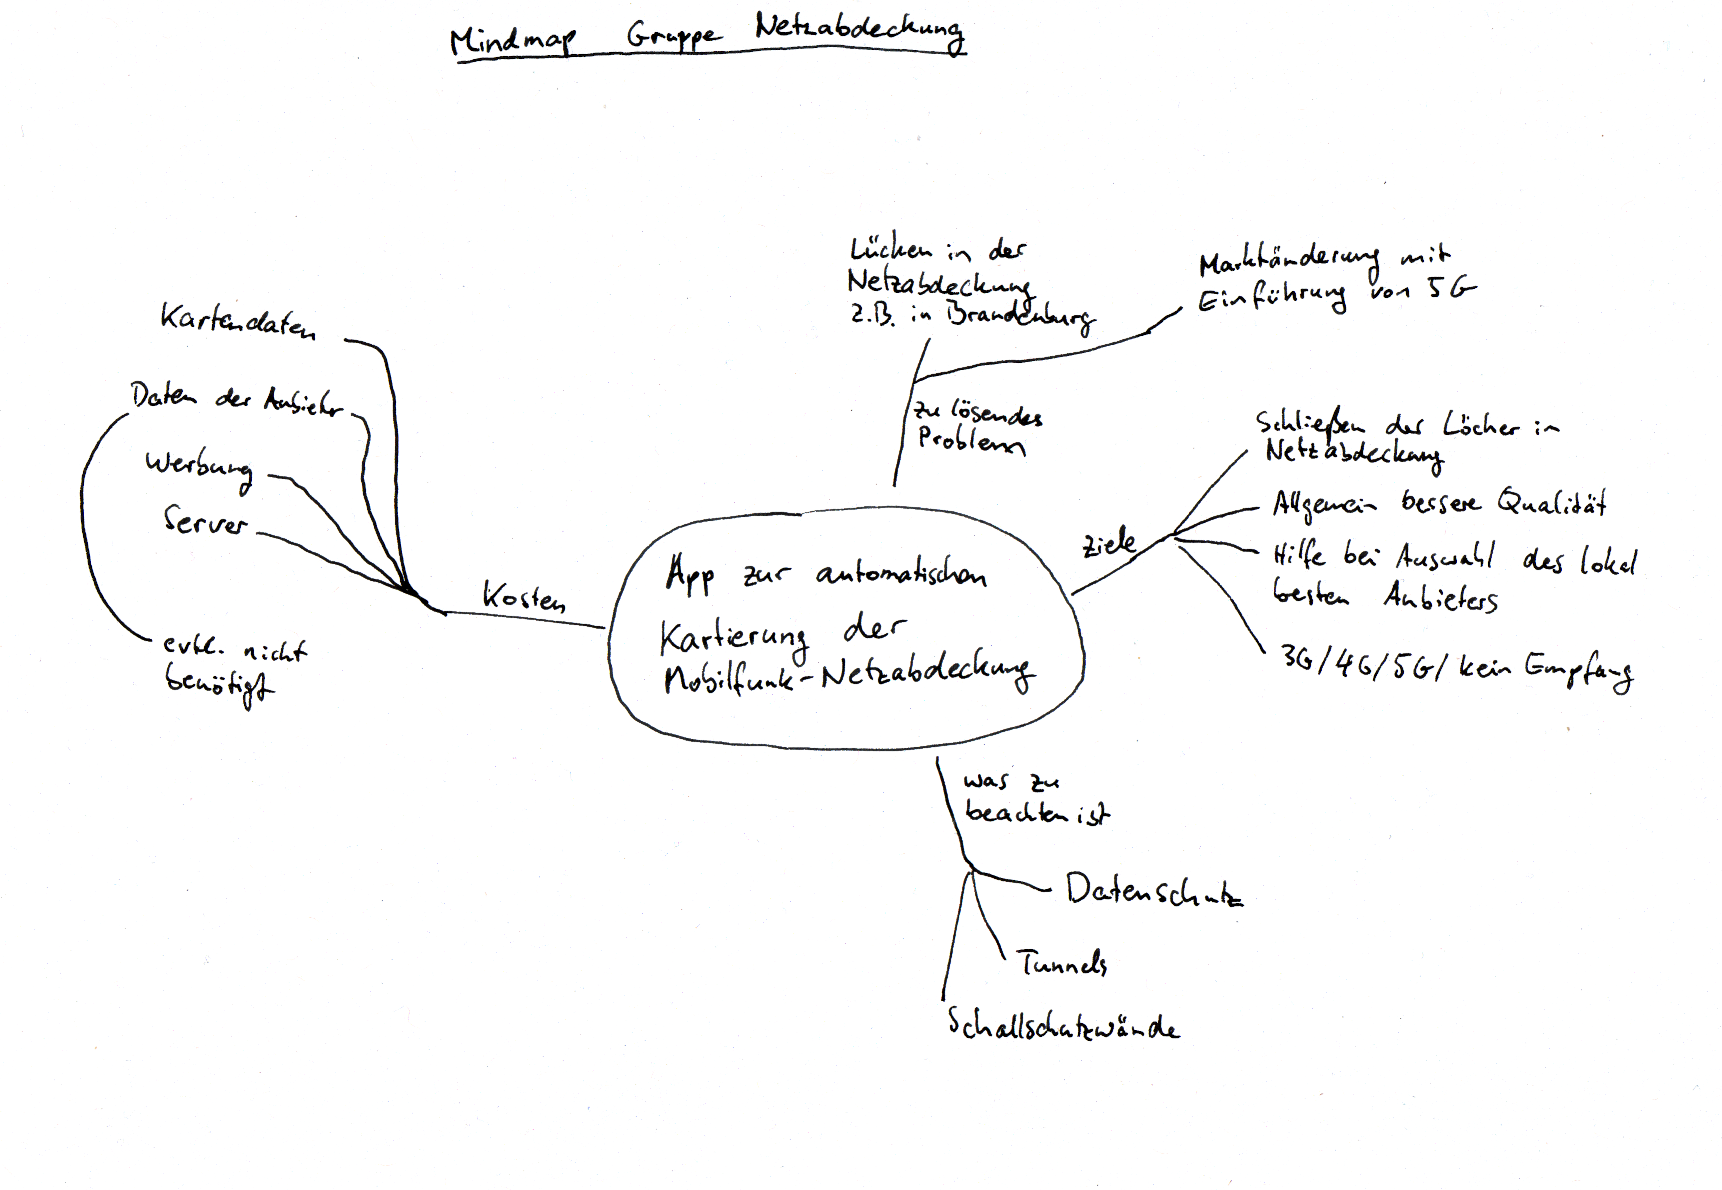 Mindmap Gruppe Netzabdeckung
Lücken in der
Netzabdeckung
z.B. in Brandenburg
Marktänderung mit
Einführung von 5G
zu lösendes
Problem
Kartendaten
Daten der Anbieter
Werbung
Server
evtl. nicht
benötigt
Kosten
App zur automatischen
Kartierung der
Mobilfunk-Netzabdeckung
Ziele
Schließen der Löcher in
Netzabdeckung
Allgemein bessere Qualität
Hilfe bei Auswahl des lokal
besten Anbieters
3G/4G/5G/kein Empfang
was zu
beachten ist
Datenschutz
Tunnels
Schallschutzwände